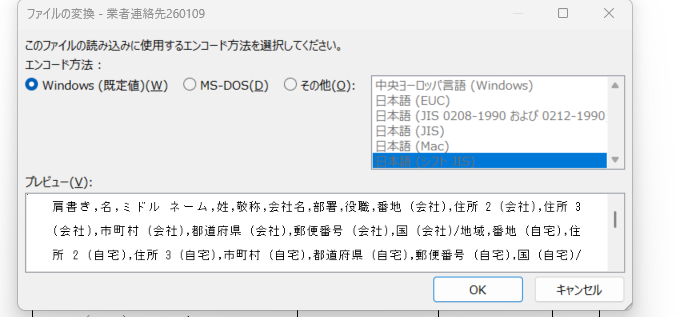 ファイルの変換 - 業者連絡先260109
このファイルの読み込みに使用するエンコード方法を選択してください。
エンコード方法：
Windows (既定値)(W) MS-DOS(D) その他(O):
中央ヨーロッパ言語 (Windows)
日本語 (EUC)
日本語 (JIS 0208-1990 および 0212-1990
日本語 (JIS)
日本語 (Mac)
日本語 (シフト JIS)
プレビュー(V):
肩書き,名,ミドル ネーム,姓,敬称,会社名,部署,役職,番地 (会社),住所 2 (会社),住所 3
(会社),市町村 (会社),都道府県 (会社),郵便番号 (会社),国 (会社)/地域,番地 (自宅),住
所 2 (自宅),住所 3 (自宅),市町村 (自宅),都道府県 (自宅),郵便番号 (自宅),国 (自宅)/
OK キャンセル